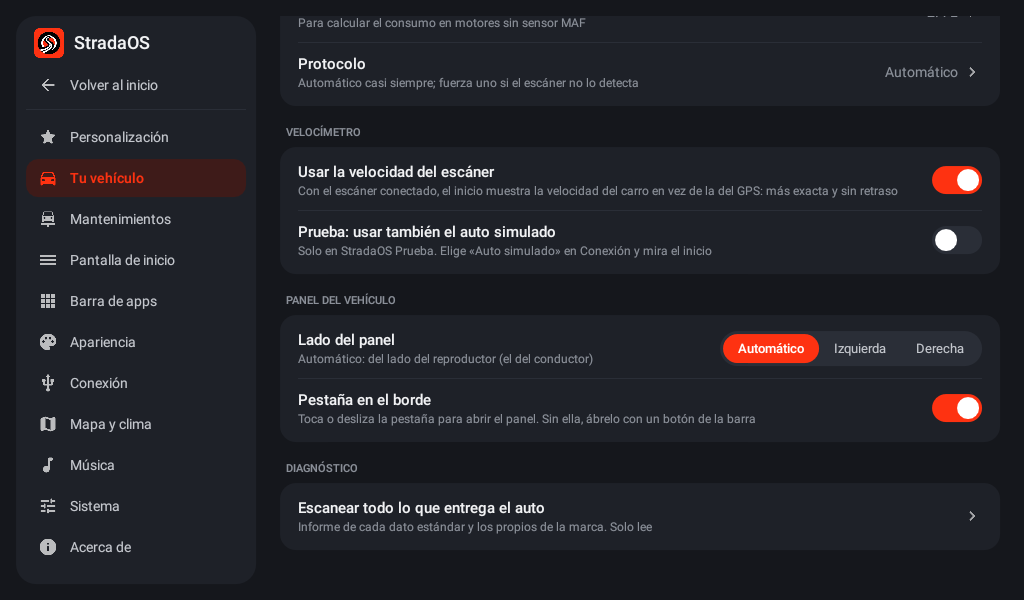 StradaOS
Volver al inicio
Personalización
Tu vehículo
Mantenimientos
Pantalla de inicio
Barra de apps
Apariencia
Conexión
Mapa y clima
Música
Sistema
Acerca de
Para calcular el consumo en motores sin sensor MAF
Protocolo
Automático casi siempre; fuerza uno si el escáner no lo detecta
Automático
VELOCÍMETRO
Usar la velocidad del escáner
Con el escáner conectado, el inicio muestra la velocidad del carro en vez de la del GPS: más exacta y sin retraso
Prueba: usar también el auto simulado
Solo en StradaOS Prueba. Elige «Auto simulado» en Conexión y mira el inicio
PANEL DEL VEHÍCULO
Lado del panel
Automático: del lado del reproductor (el del conductor)
Automático
Izquierda
Derecha
Pestaña en el borde
Toca o desliza la pestaña para abrir el panel. Sin ella, ábrelo con un botón de la barra
DIAGNÓSTICO
Escanear todo lo que entrega el auto
Informe de cada dato estándar y los propios de la marca. Solo lee